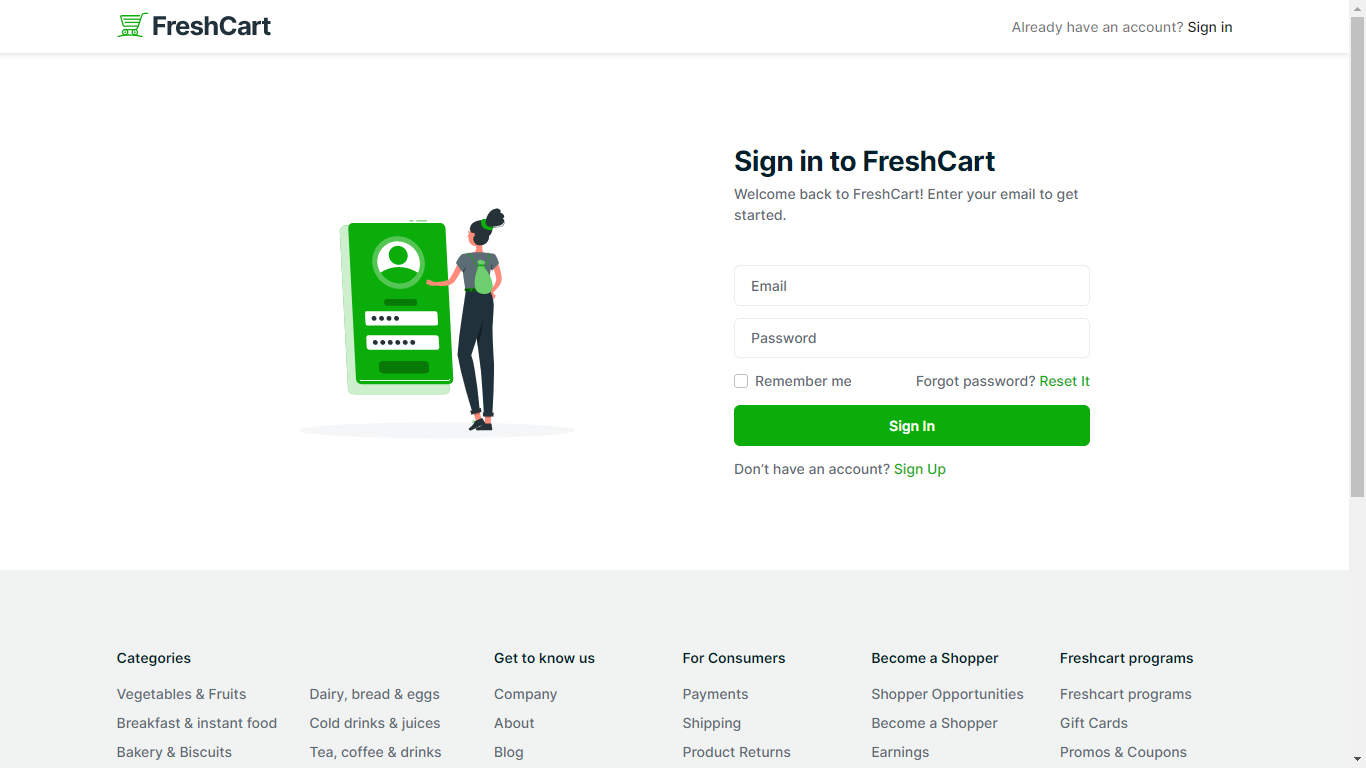 FreshCart
Already have an account? Sign in
Sign in to FreshCart
Welcome back to FreshCart! Enter your email to get
started.
Email
Password
Remember me
Forgot password? Reset It
Sign In
Don’t have an account? Sign Up
Categories
Vegetables & Fruits
Breakfast & instant food
Bakery & Biscuits
Dairy, bread & eggs
Cold drinks & juices
Tea, coffee & drinks
Get to know us
Company
About
Blog
For Consumers
Payments
Shipping
Product Returns
Become a Shopper
Shopper Opportunities
Become a Shopper
Earnings
Freshcart programs
Freshcart programs
Gift Cards
Promos & Coupons